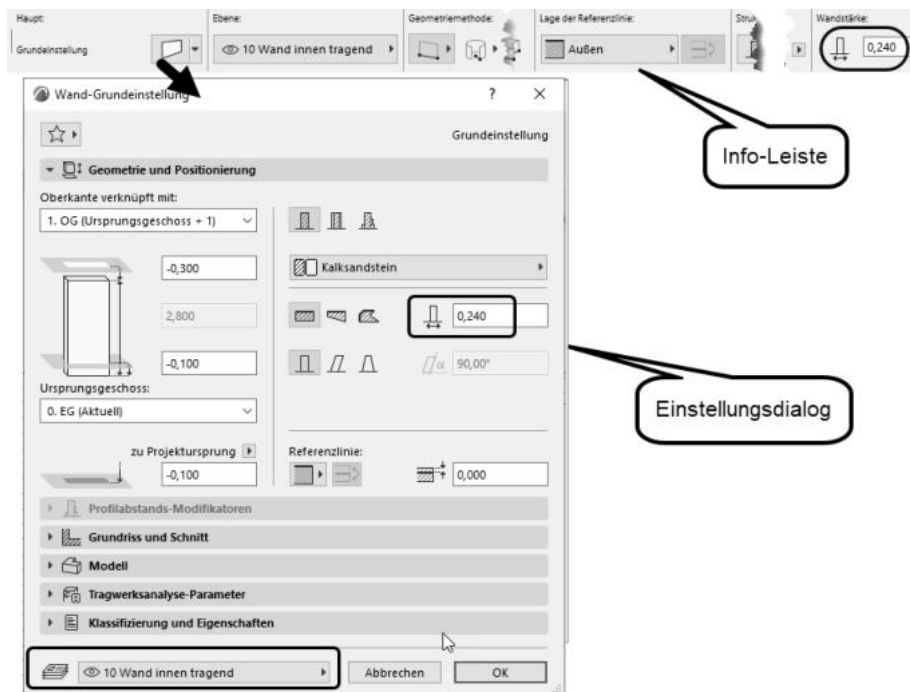 Haupt:
Ebene:
Geometriemethode:
Lage der Referenzlinie:
Wandstärke:
Grundeinstellung
10 Wand innen tragend
Außen
0,240
Info-Leiste
Wand-Grundeinstellung
?
Grundeinstellung
Geometrie und Positionierung
Oberkante verknüpft mit:
1. OG (Ursprungsgeschoss + 1)
-0,300
Kalksandstein
2,800
0,240
-0,100
α 90,00°
Ursprungsgeschoss:
0. EG (Aktuell)
Einstellungsdialog
zu Projektursprung
Referenzlinie:
-0,100
0,000
Profilabstands-Modifikatoren
Grundriss und Schnitt
Modell
Tragwerksanalyse-Parameter
Klassifizierung und Eigenschaften
10 Wand innen tragend
Abbrechen
OK